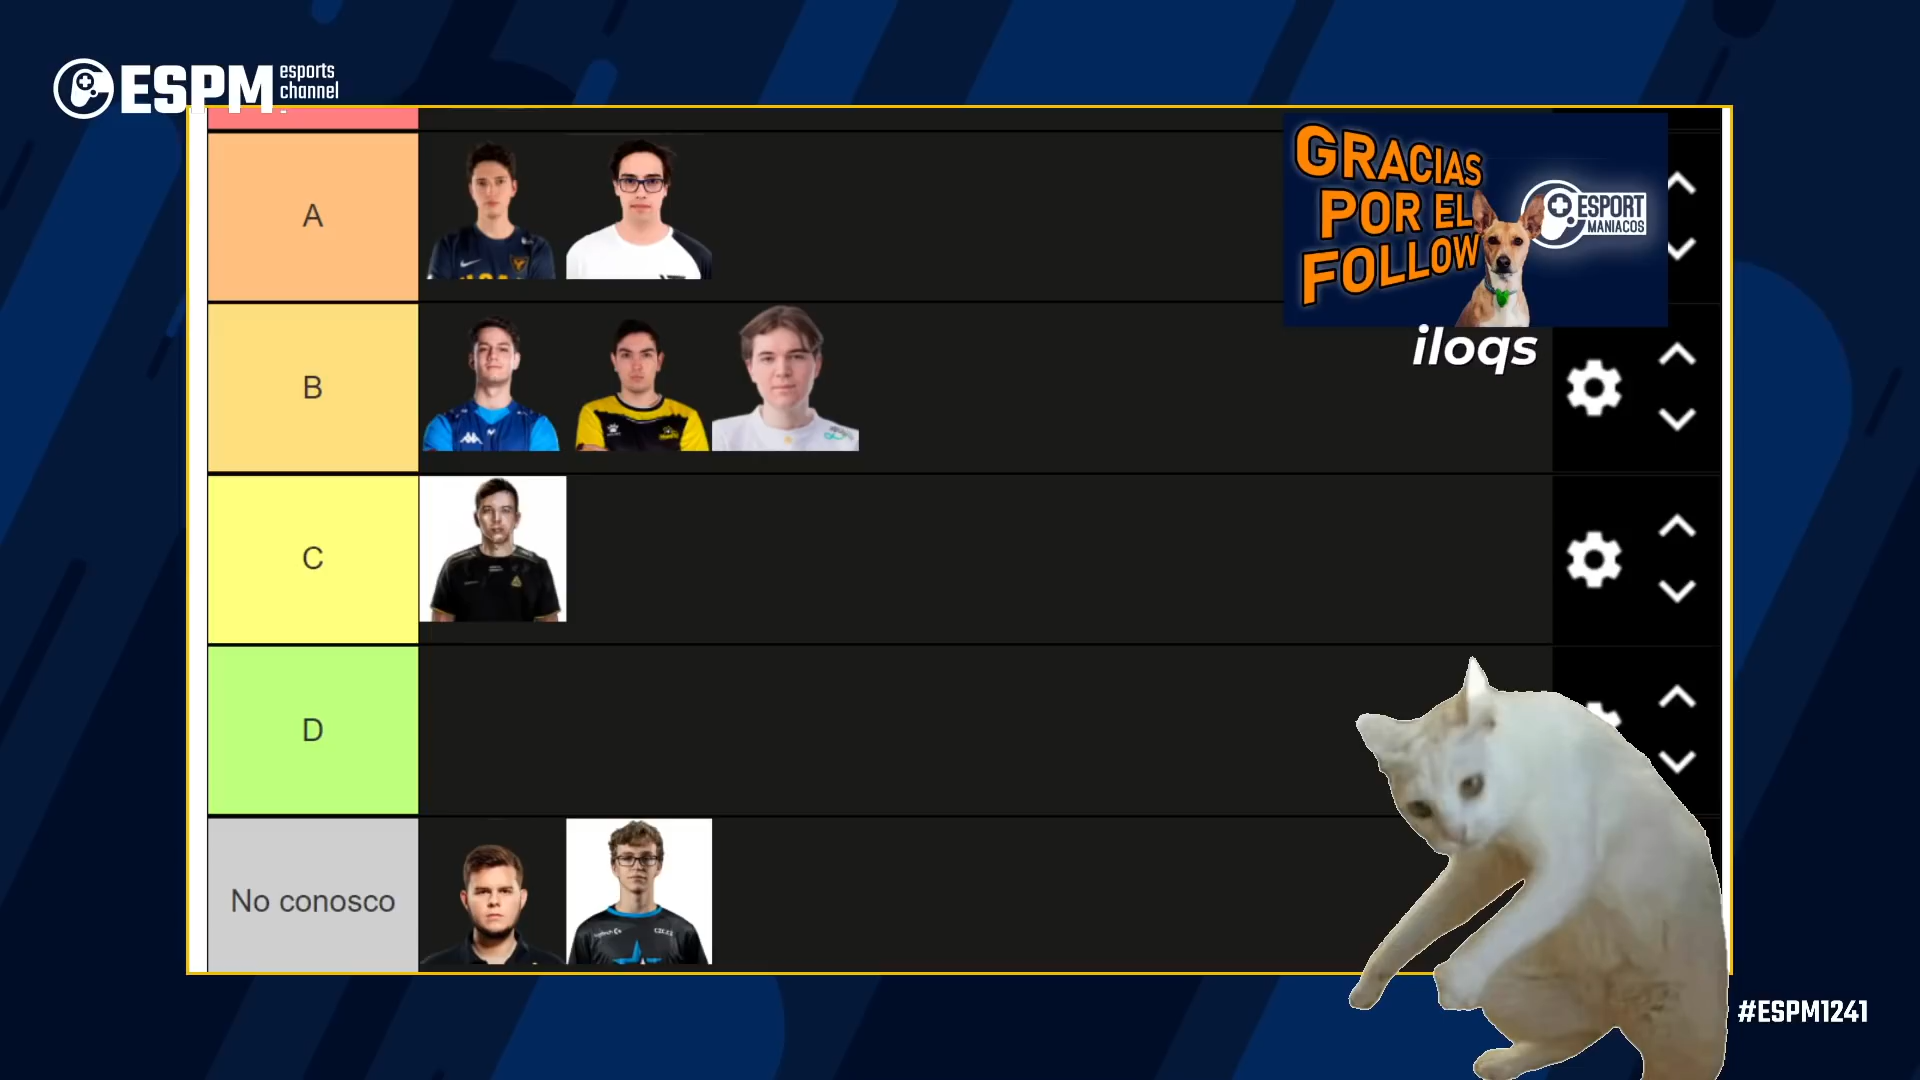 ESPM esports
channel
GRACIAS
POR EL
FOLLOW
ESPORT
MANIACOS
iloqs
A
B
C
D
No conosco
#ESPM1241